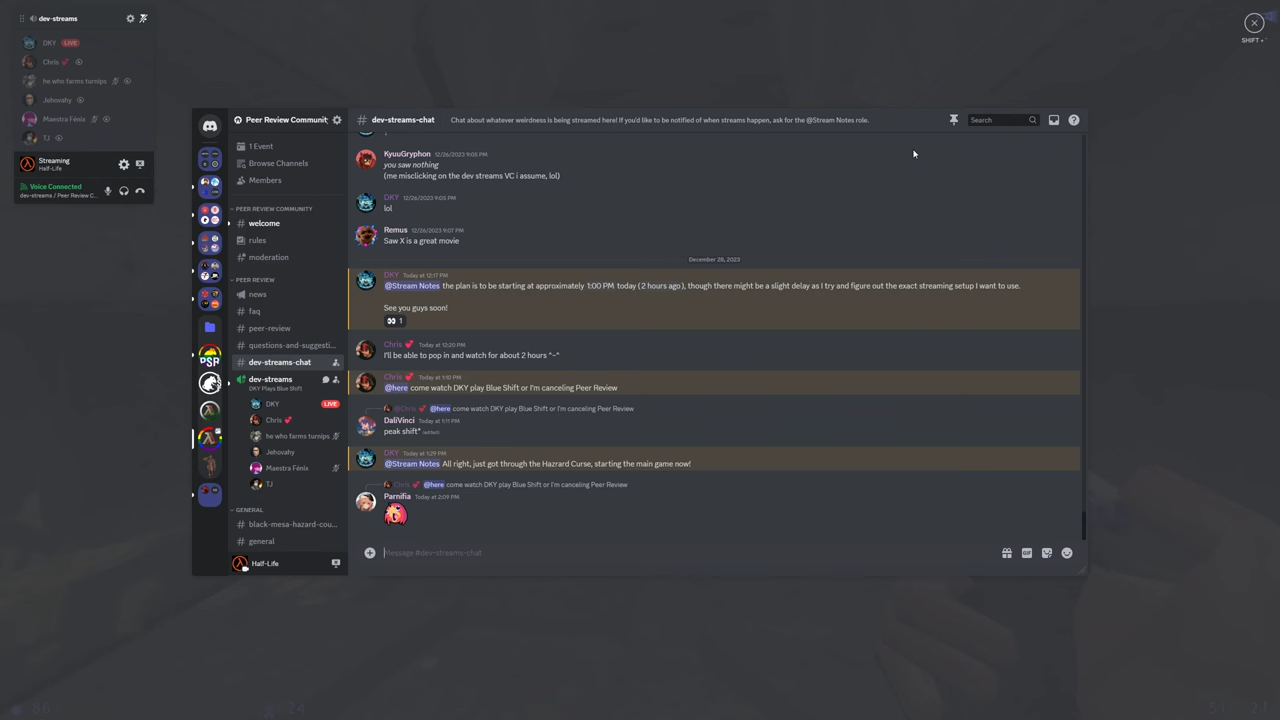 dev-streams
DKY LIVE
Chris
he who farms turnips
Jehovahy
Maestra Fénix
TJ
Streaming
Half-Life
Voice Connected
dev-streams / Peer Review C...
SHIFT+`
Peer Review Communit
1 Event
Browse Channels
Members
PEER REVIEW COMMUNITY
welcome
rules
moderation
PEER REVIEW
news
faq
peer-review
questions-and-suggesti...
dev-streams-chat
dev-streams
DKY Plays Blue Shift
DKY LIVE
Chris
he who farms turnips
Jehovahy
Maestra Fénix
TJ
GENERAL
black-mesa-hazard-cou...
general
Half-Life
dev-streams-chat Chat about whatever weirdness is being streamed here! If you'd like to be notified of when streams happen, ask for the @Stream Notes role.
Search
KyuuGryphon 12/26/2023 9:05 PM
you saw nothing
(me misclicking on the dev streams VC i assume, lol)
DKY 12/26/2023 9:05 PM
lol
Remus 12/26/2023 9:07 PM
Saw X is a great movie
December 28, 2023
DKY Today at 12:17 PM
@Stream Notes the plan is to be starting at approximately 1:00 PM today (2 hours ago), though there might be a slight delay as I try and figure out the exact streaming setup I want to use.
See you guys soon!
1
Chris Today at 12:20 PM
I'll be able to pop in and watch for about 2 hours ^-^
Chris Today at 1:10 PM
@here come watch DKY play Blue Shift or I'm canceling Peer Review
@Chris @here come watch DKY play Blue Shift or I'm canceling Peer Review
DaliVinci Today at 1:11 PM
peak shift* (edited)
DKY Today at 1:29 PM
@Stream Notes All right, just got through the Hazrard Curse, starting the main game now!
Chris @here come watch DKY play Blue Shift or I'm canceling Peer Review
Parnifia Today at 2:09 PM
Message #dev-streams-chat
GIF
PSR
86
24